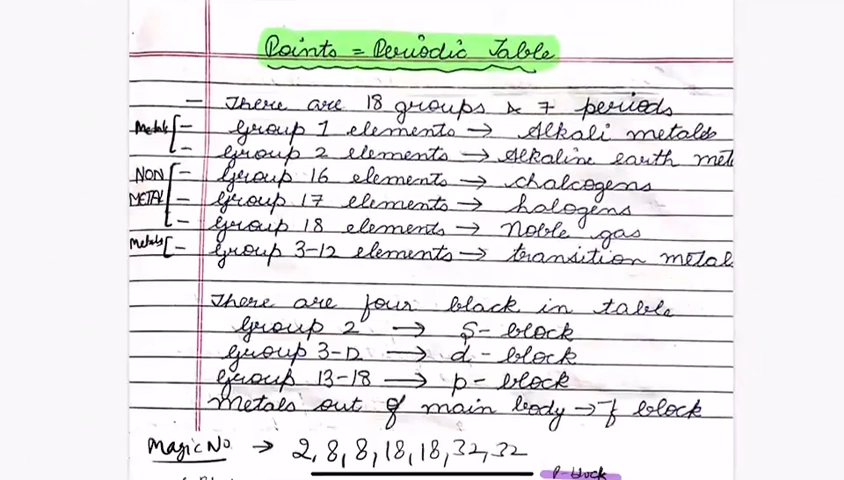 Points = Periodic Table
- There are 18 groups & 7 periods
Metals [ - Group 1 elements → Alkali metals
- Group 2 elements → Alkaline earth met
NON METAL [ - Group 16 elements → chalcogens
- Group 17 elements → halogens
- Group 18 elements → Noble gas
Metals [ - Group 3-12 elements → transition metal
There are four black in table
Group 2 → S-block
Group 3-12 → d-block
Group 13-18 → p-block
Metals out of main body → f block
Magic No. → 2, 8, 8, 18, 18, 32, 32
P-block